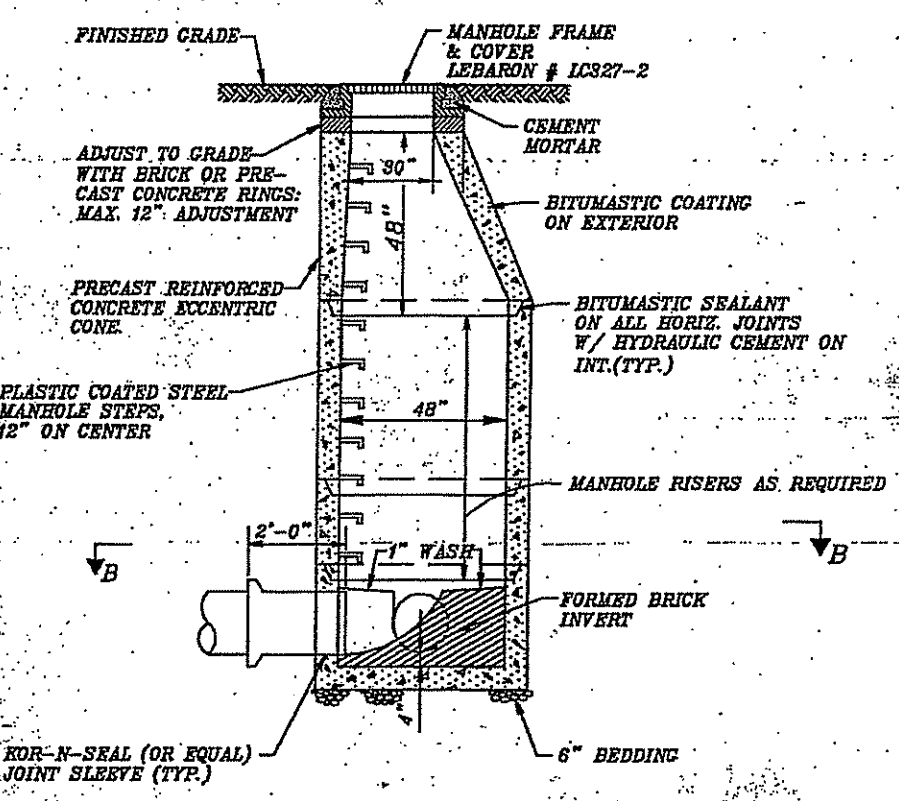 FINISHED GRADE
MANHOLE FRAME
& COVER
LEBARON # LC327-2
CEMENT
MORTAR
ADJUST TO GRADE
WITH BRICK OR PRE-
CAST CONCRETE RINGS:
MAX. 12" ADJUSTMENT
30"
48"
BITUMASTIC COATING
ON EXTERIOR
PRECAST REINFORCED
CONCRETE ECCENTRIC
CONE.
BITUMASTIC SEALANT
ON ALL HORIZ. JOINTS
W/ HYDRAULIC CEMENT ON
INT.(TYP.)
PLASTIC COATED STEEL
MANHOLE STEPS,
12" ON CENTER
48"
MANHOLE RISERS AS REQUIRED
2'-0"
B
1" WASH
B
FORMED BRICK
INVERT
4"
KOR-N-SEAL (OR EQUAL)
JOINT SLEEVE (TYP.)
6" BEDDING